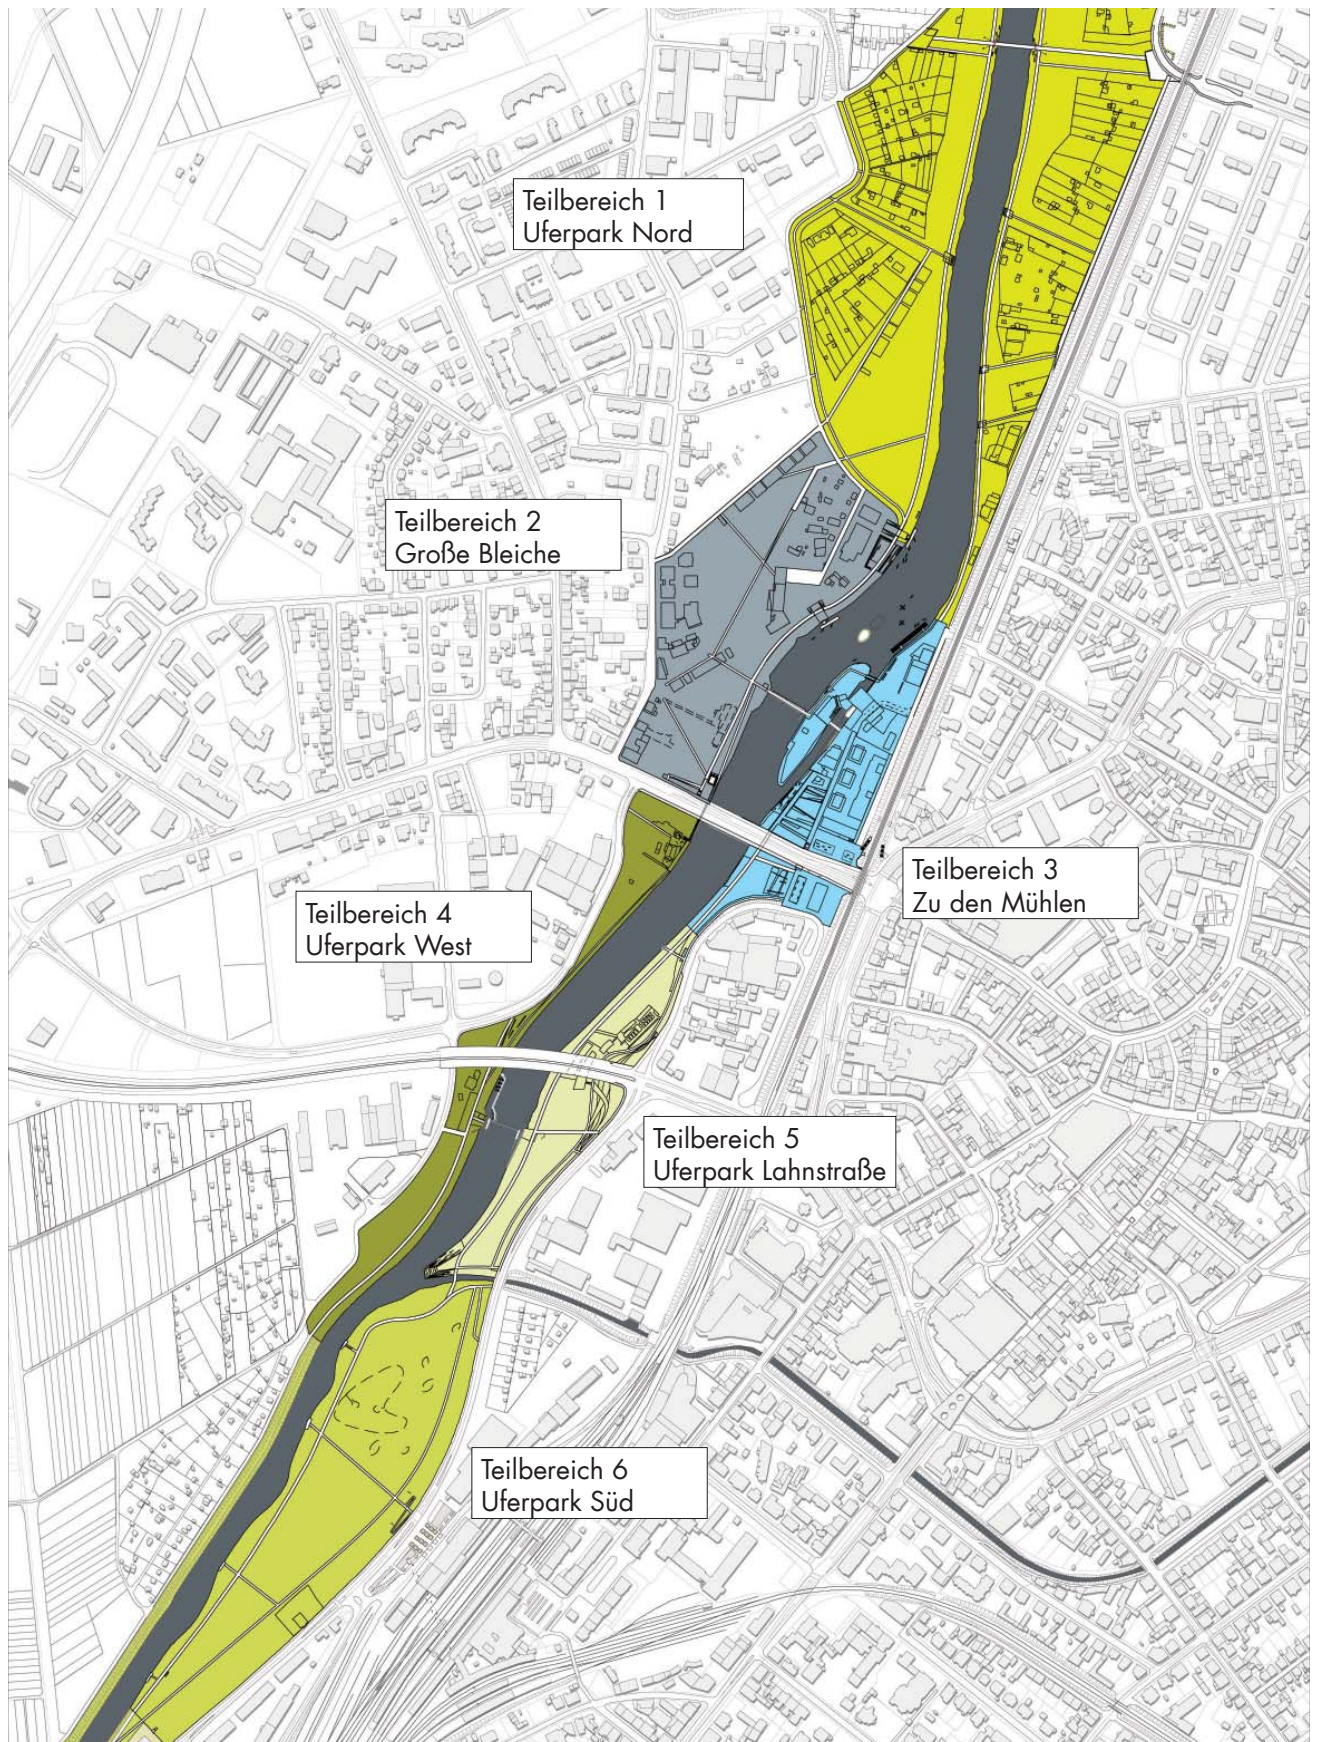 Teilbereich 1
Uferpark Nord
Teilbereich 2
Große Bleiche
Teilbereich 3
Zu den Mühlen
Teilbereich 4
Uferpark West
Teilbereich 5
Uferpark Lahnstraße
Teilbereich 6
Uferpark Süd